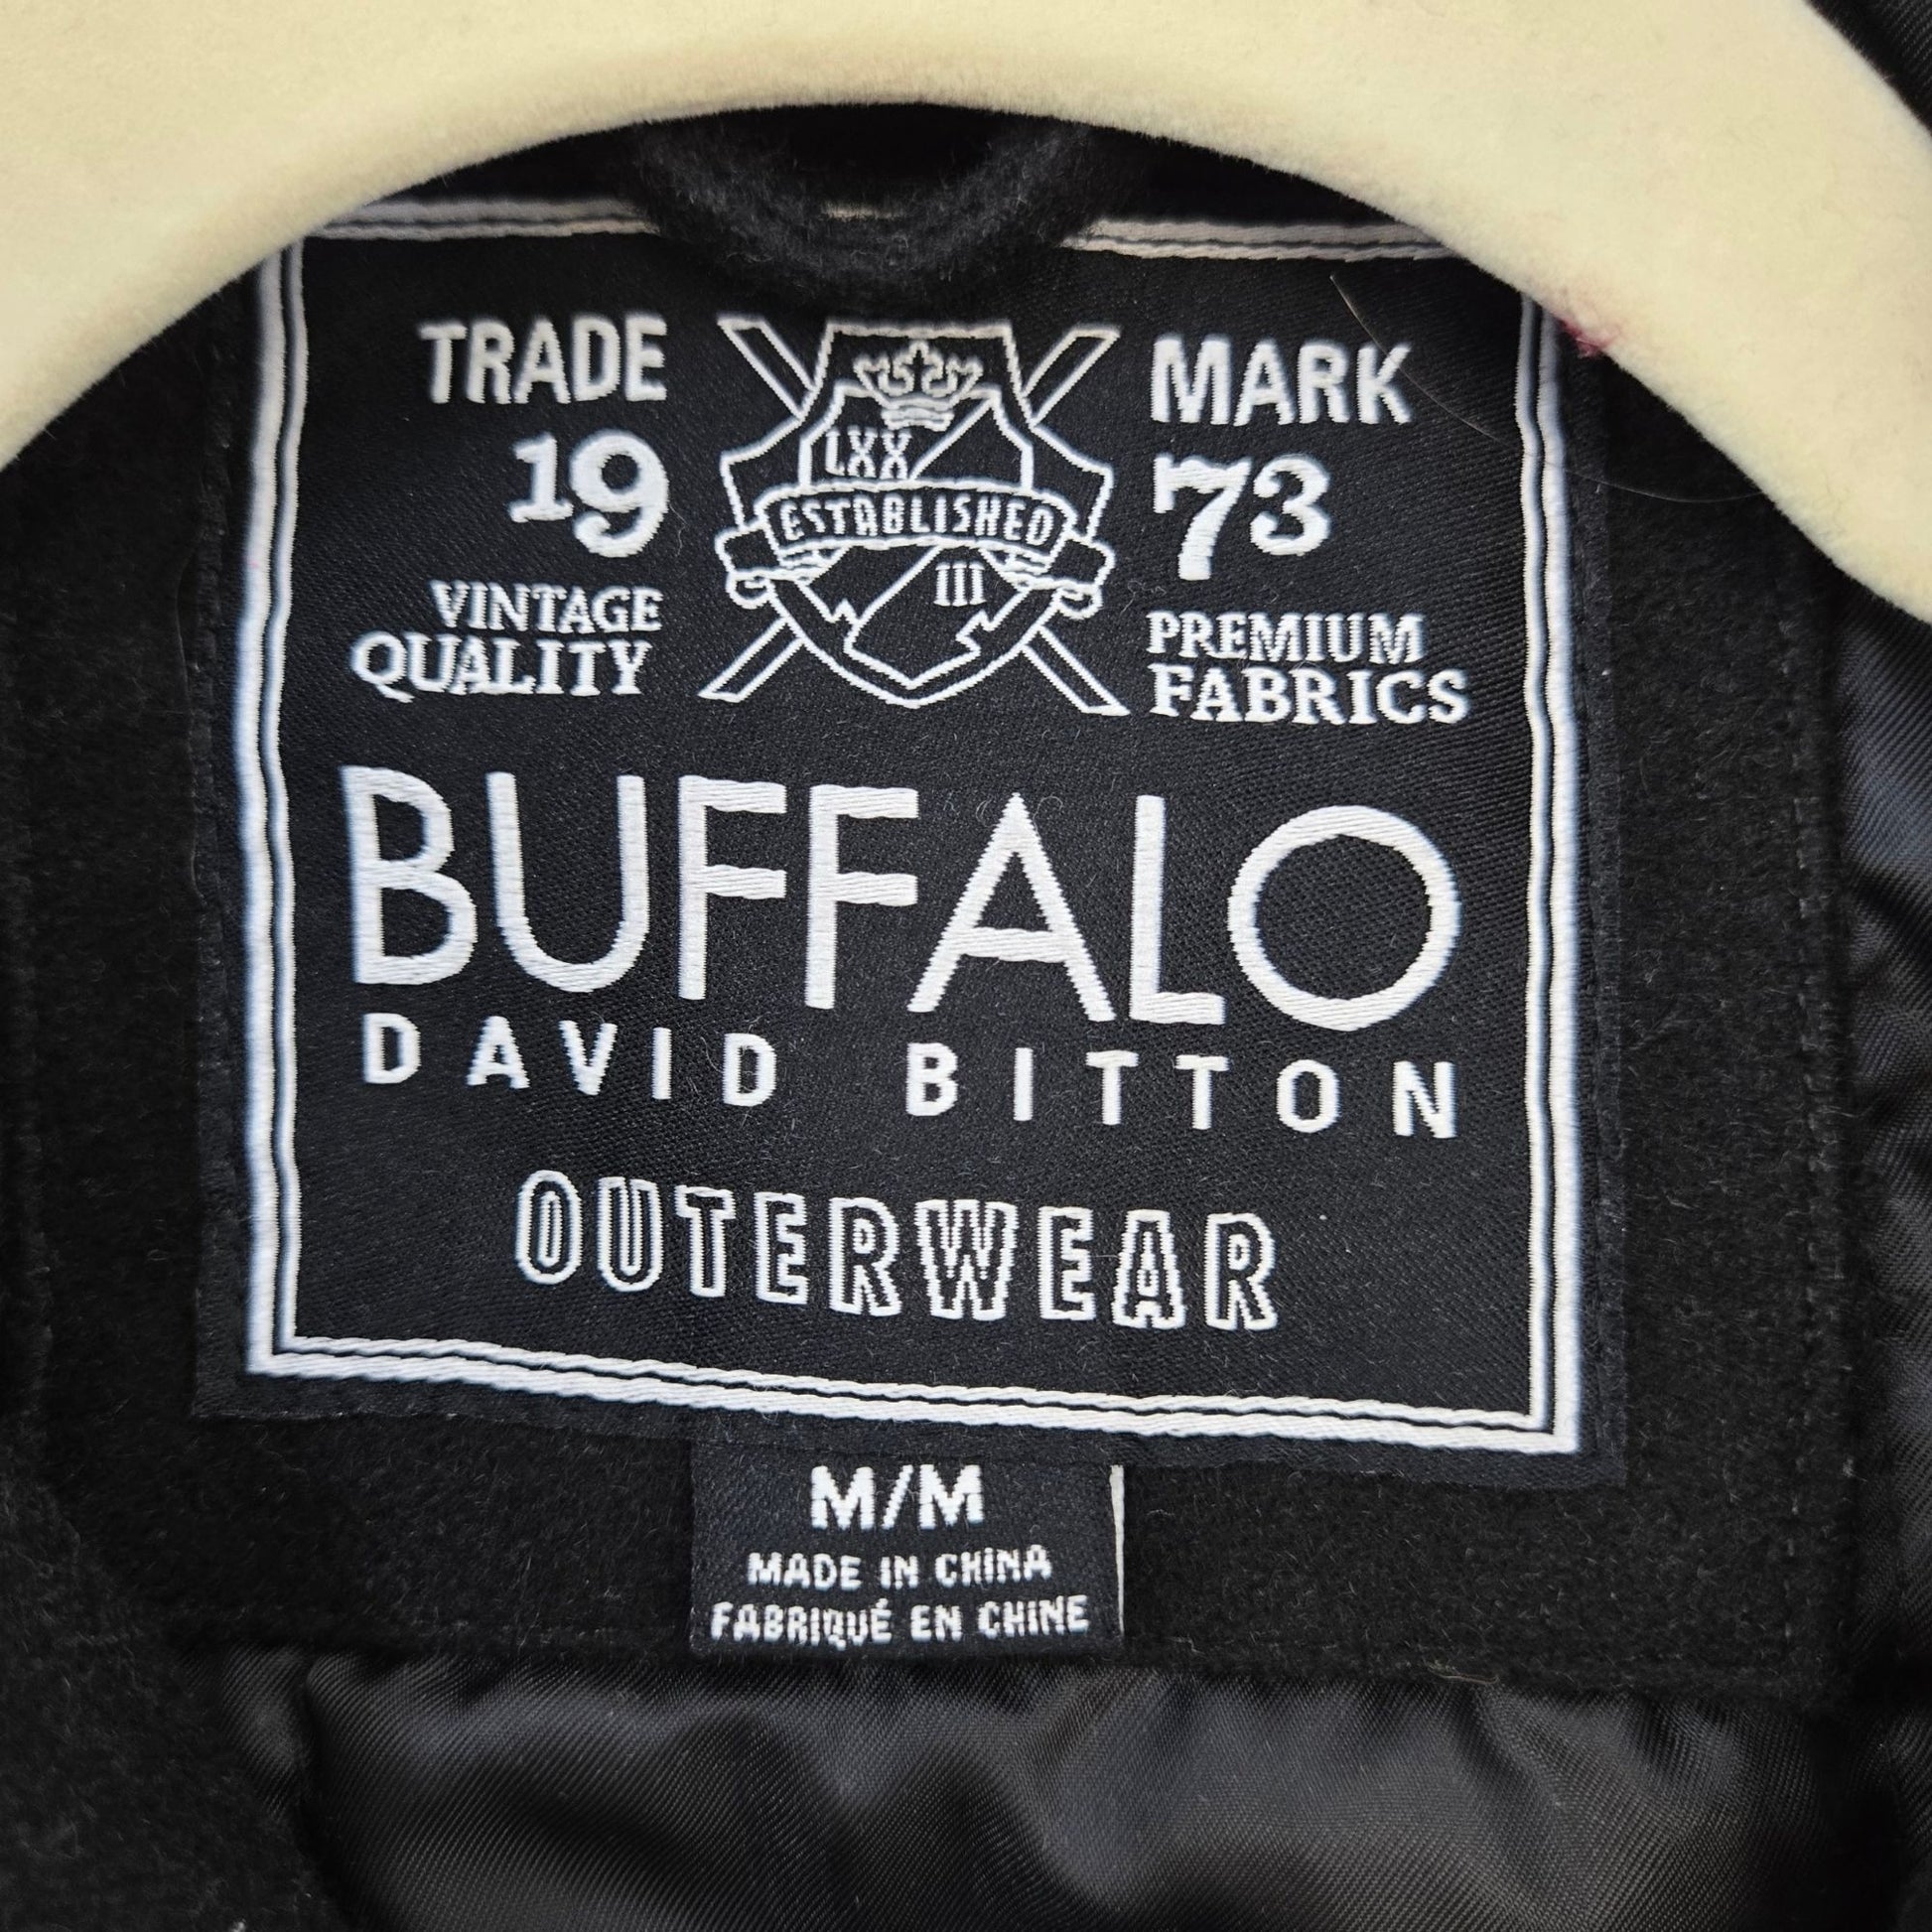 TRADE MARK
19 73
VINTAGE
QUALITY
LXX
ESTABLISHED
III
PREMIUM
FABRICS
BUFFALO
DAVID BITTON
OUTERWEAR
M/M
MADE IN CHINA
FABRIQUÉ EN CHINE